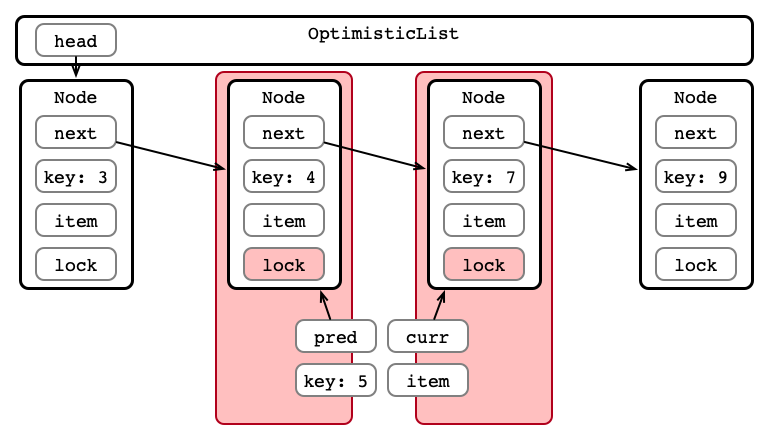 OptimisticList
head
Node
next
key: 3
item
lock
Node
next
key: 4
item
lock
Node
next
key: 7
item
lock
Node
next
key: 9
item
lock
pred
key: 5
curr
item